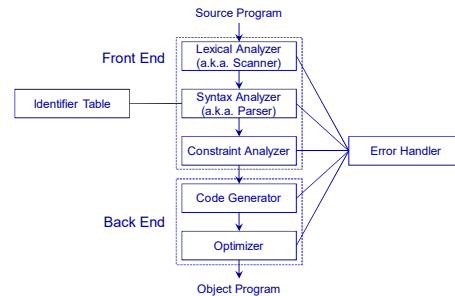 Source Program
Front End
Lexical Analyzer
(a.k.a. Scanner)
Identifier Table
Syntax Analyzer
(a.k.a. Parser)
Constraint Analyzer
Error Handler
Code Generator
Back End
Optimizer
Object Program